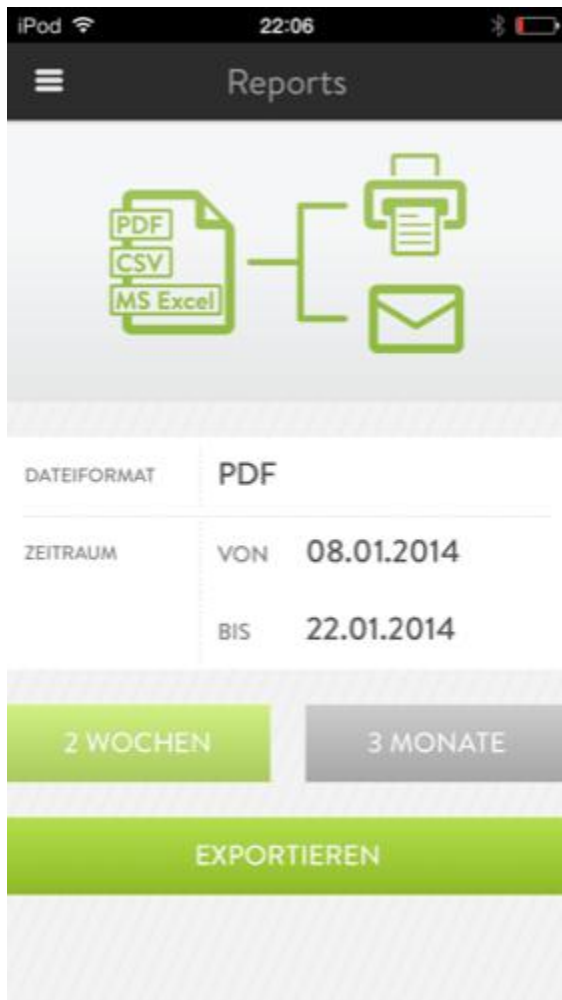 iPod 22:06
Reports
PDF
CSV
MS Excel
DATEIFORMAT PDF
ZEITRAUM VON 08.01.2014
BIS 22.01.2014
2 WOCHEN 3 MONATE
EXPORTIEREN